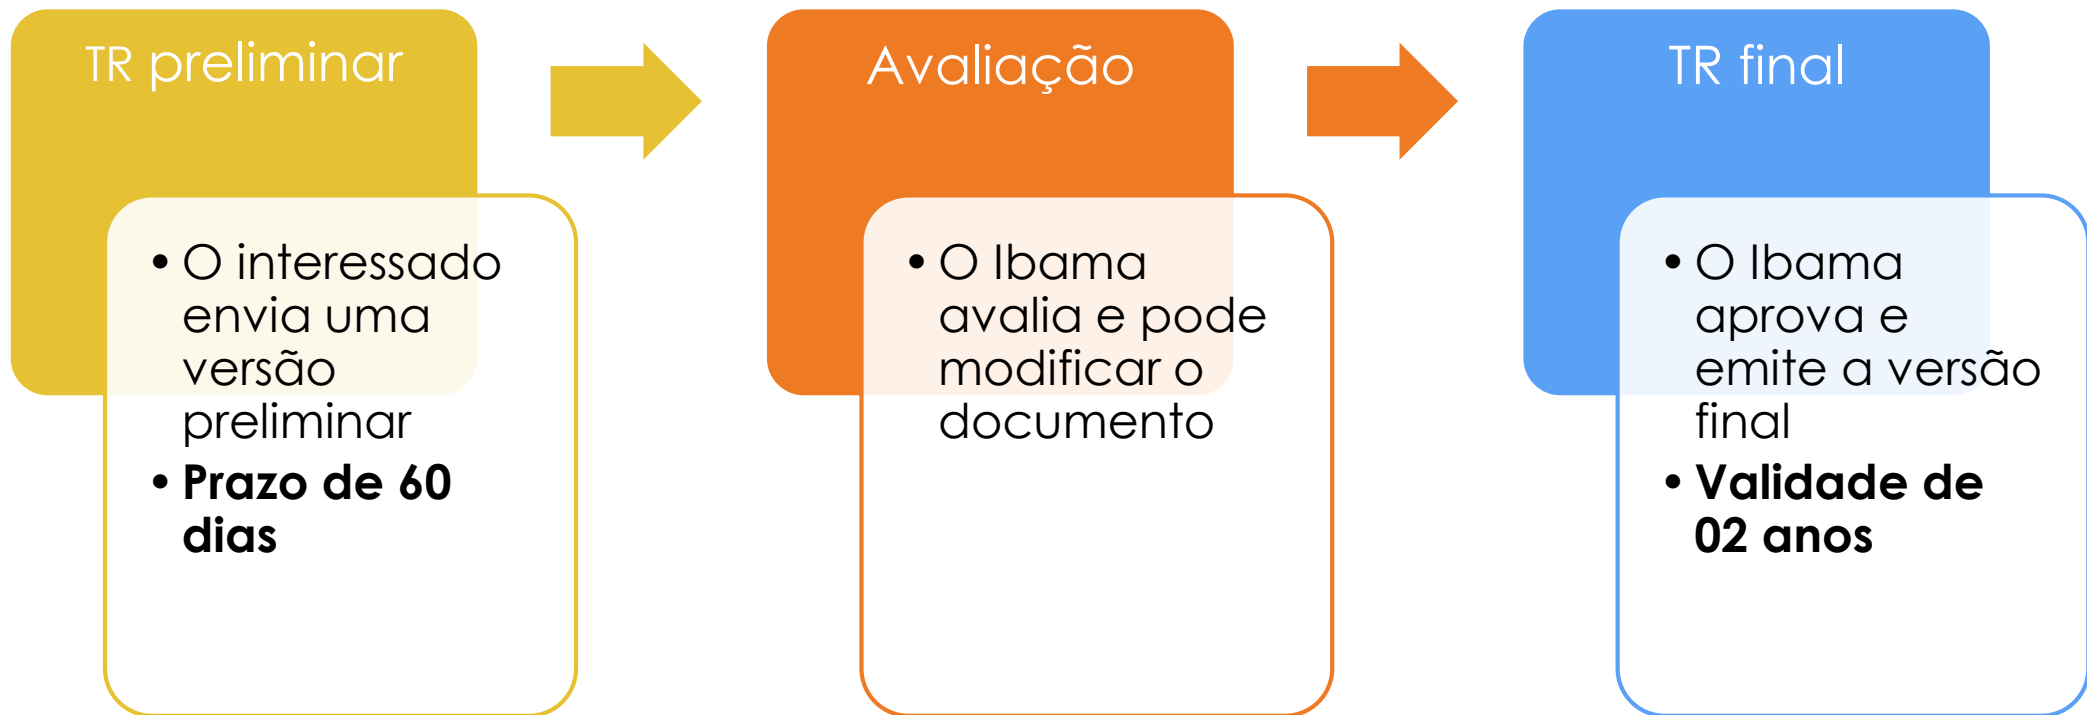 TR preliminar
• O interessado
envia uma
versão
preliminar
• Prazo de 60
dias
Avaliação
• O Ibama
avalia e pode
modificar o
documento
TR final
• O Ibama
aprova e
emite a versão
final
• Validade de
02 anos